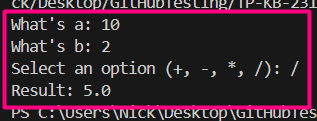 ck/Desktop/GitHubTesting/TP-KB-231
What's a: 10
What's b: 2
Select an option (+, -, *, /): /
Result: 5.0
PS C:\Users\Nick\Desktop\GitHubTes